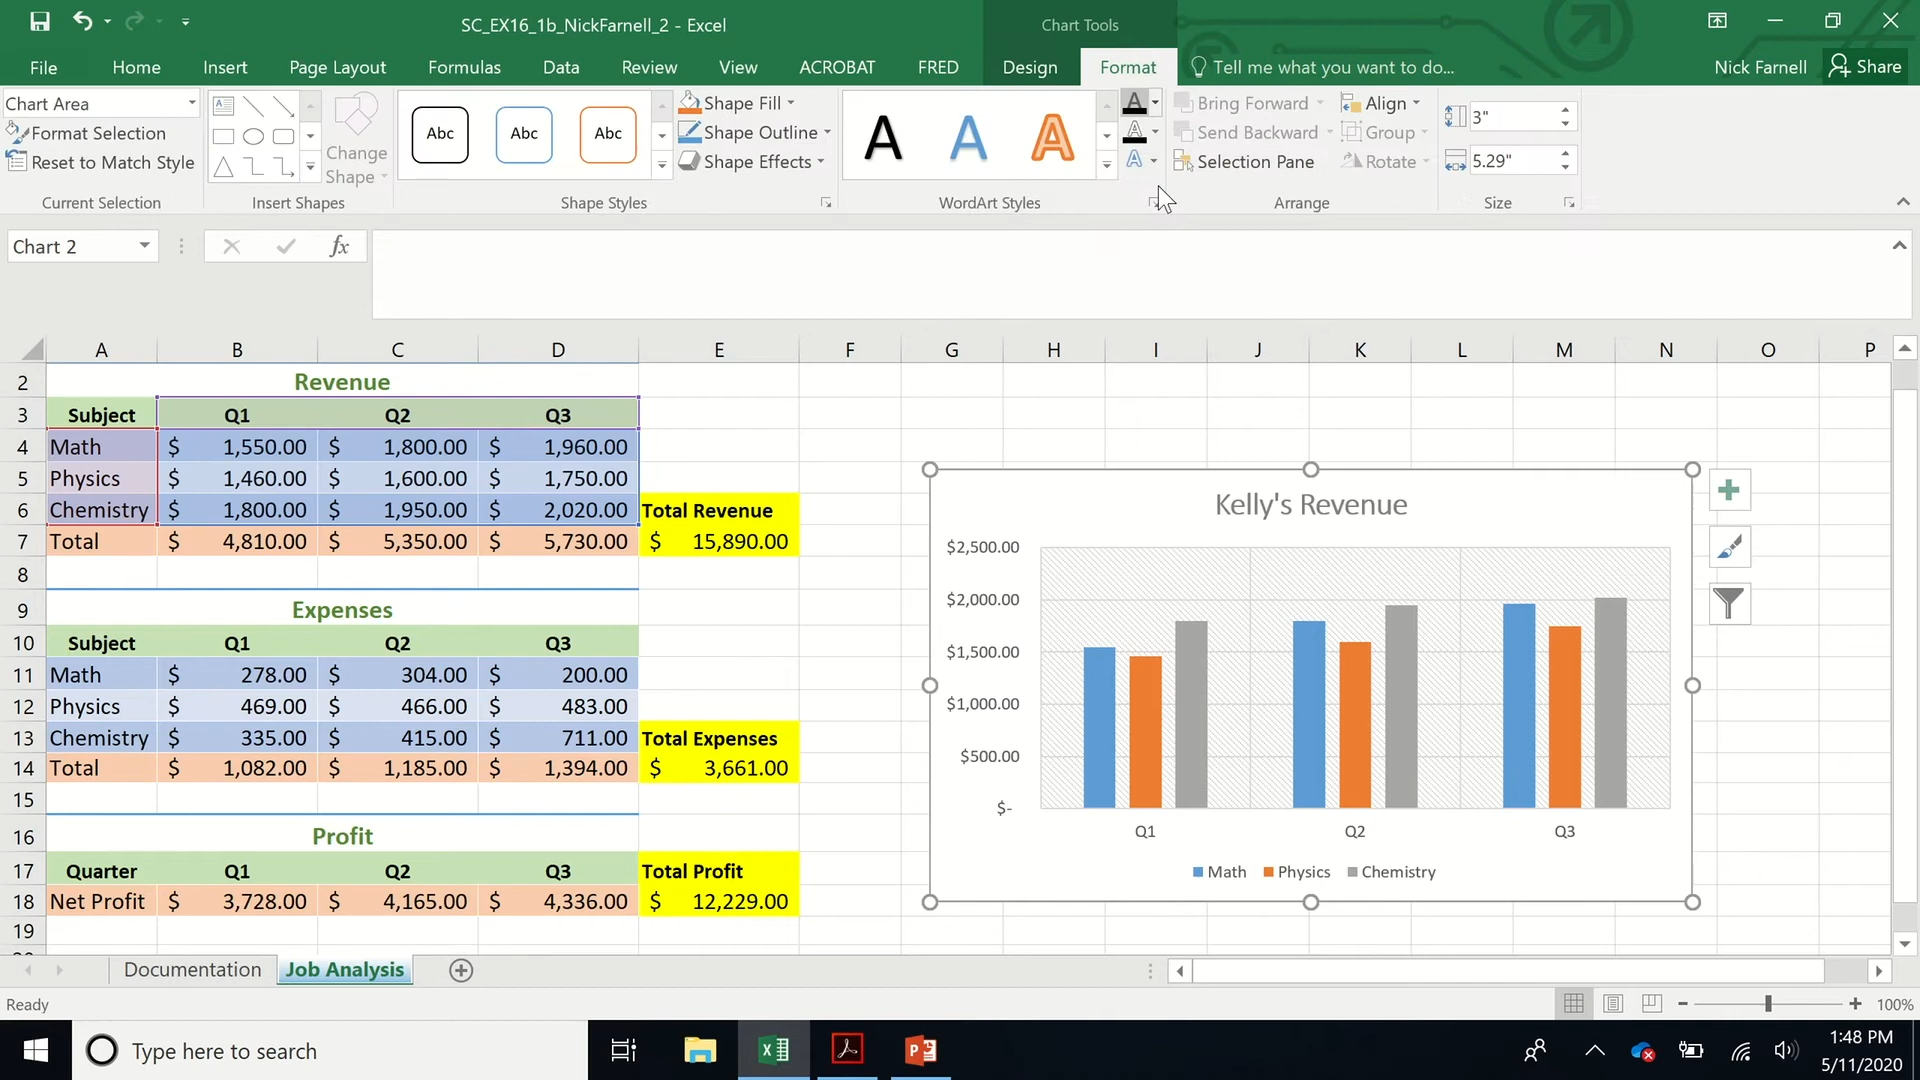 SC_EX16_1b_NickFarnell_2 - Excel
Chart Tools
File Home Insert Page Layout Formulas Data Review View ACROBAT FRED Design Format Tell me what you want to do... Nick Farnell Share
Chart Area
Format Selection
Reset to Match Style
Current Selection
Change
Shape
Insert Shapes
Abc Abc Abc
Shape Fill
Shape Outline
Shape Effects
Shape Styles
A A A
A
A
A
WordArt Styles
Bring Forward
Send Backward
Selection Pane
Align
Group
Rotate
Arrange
3"
5.29"
Size
Chart 2
fx
A B C D E F G H I J K L M N O P
2 Revenue
3 Subject Q1 Q2 Q3
4 Math $ 1,550.00 $ 1,800.00 $ 1,960.00
5 Physics $ 1,460.00 $ 1,600.00 $ 1,750.00
6 Chemistry $ 1,800.00 $ 1,950.00 $ 2,020.00 Total Revenue
7 Total $ 4,810.00 $ 5,350.00 $ 5,730.00 $ 15,890.00
8
9 Expenses
10 Subject Q1 Q2 Q3
11 Math $ 278.00 $ 304.00 $ 200.00
12 Physics $ 469.00 $ 466.00 $ 483.00
13 Chemistry $ 335.00 $ 415.00 $ 711.00 Total Expenses
14 Total $ 1,082.00 $ 1,185.00 $ 1,394.00 $ 3,661.00
15
16 Profit
17 Quarter Q1 Q2 Q3 Total Profit
18 Net Profit $ 3,728.00 $ 4,165.00 $ 4,336.00 $ 12,229.00
19
Kelly's Revenue
$2,500.00
$2,000.00
$1,500.00
$1,000.00
$500.00
$-
Q1 Q2 Q3
Math Physics Chemistry
Documentation Job Analysis
Ready
100%
Type here to search
1:48 PM
5/11/2020